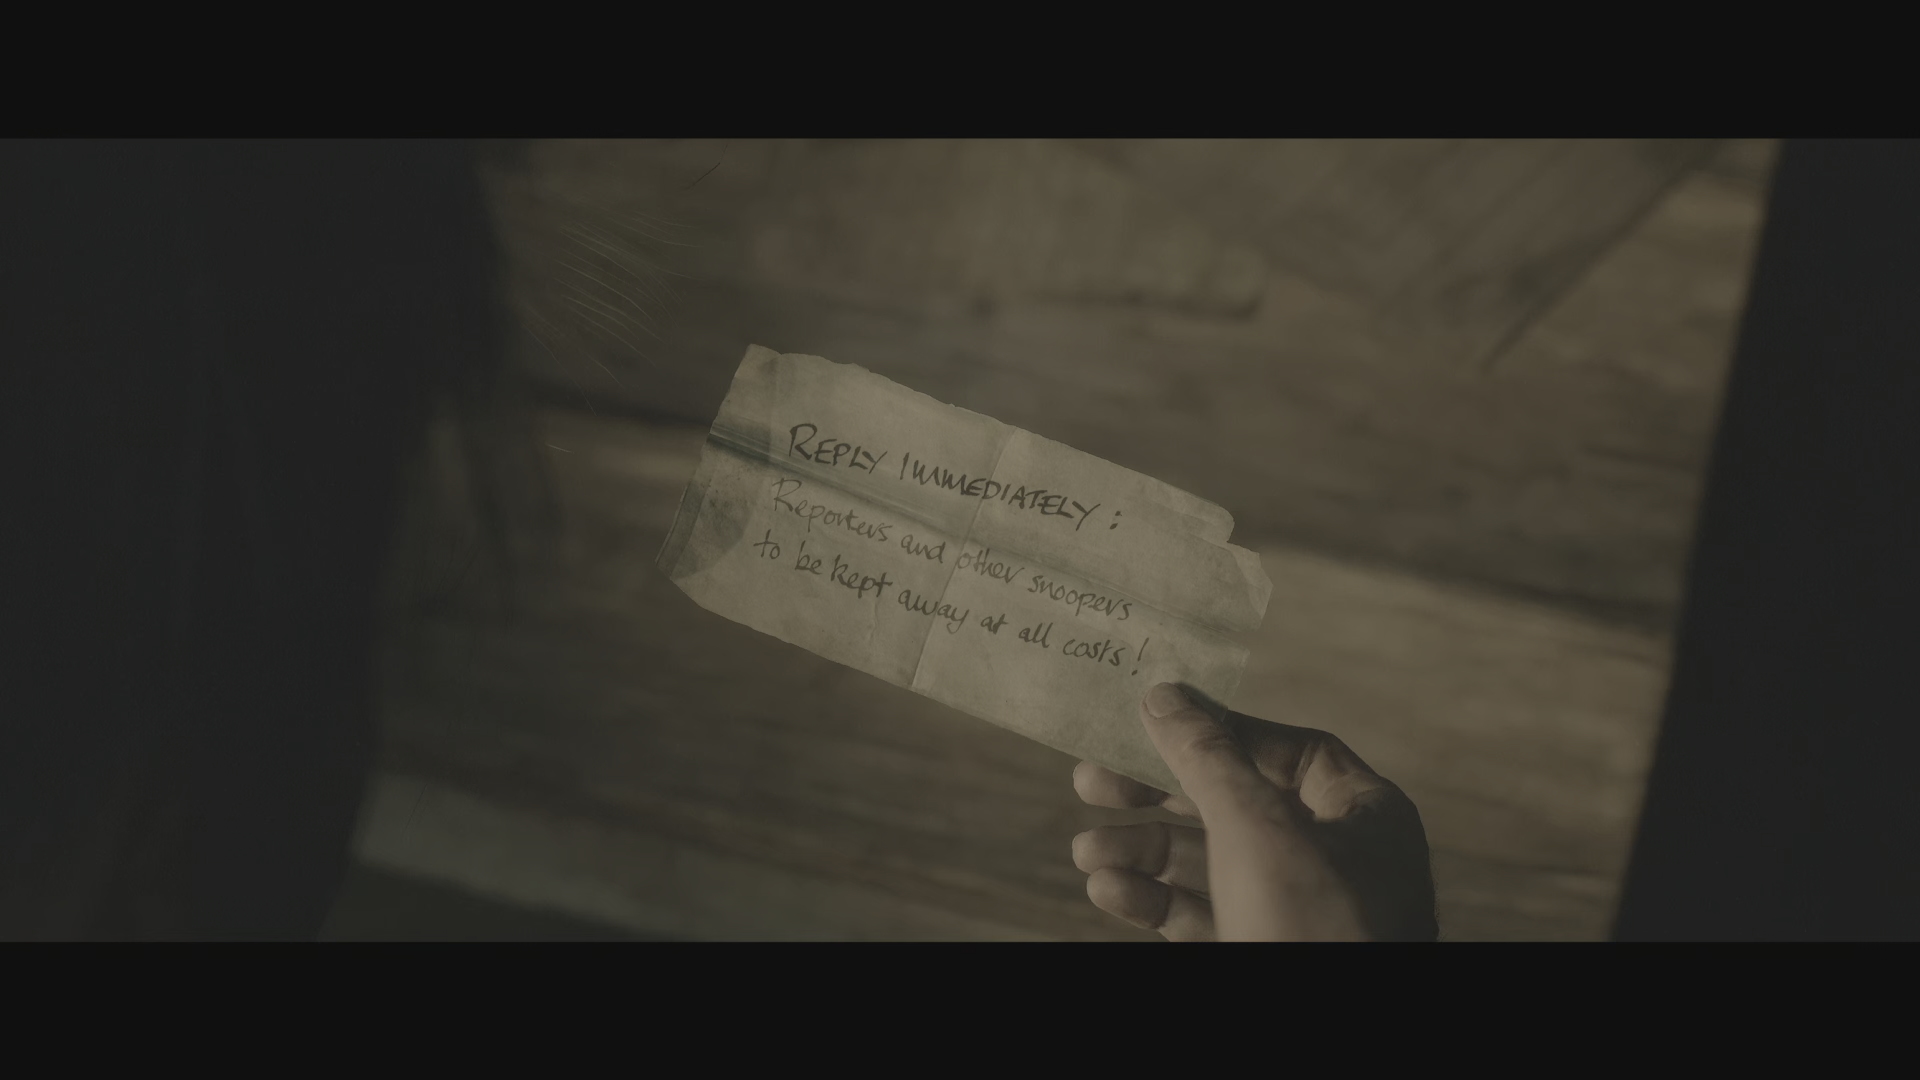 REPLY IMMEDIATELY :
Reporters and other snoopers
to be kept away at all costs!